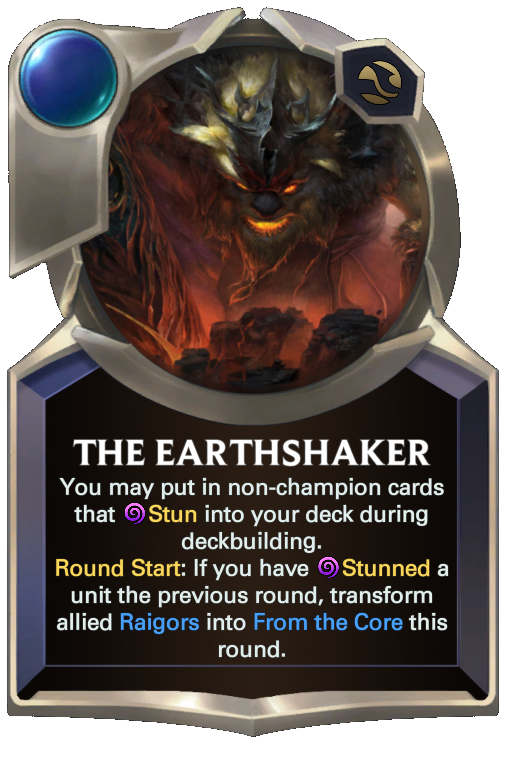 THE EARTHSHAKER
You may put in non-champion cards
that Stun into your deck during
deckbuilding.
Round Start: If you have Stunned a
unit the previous round, transform
allied Raigors into From the Core this
round.